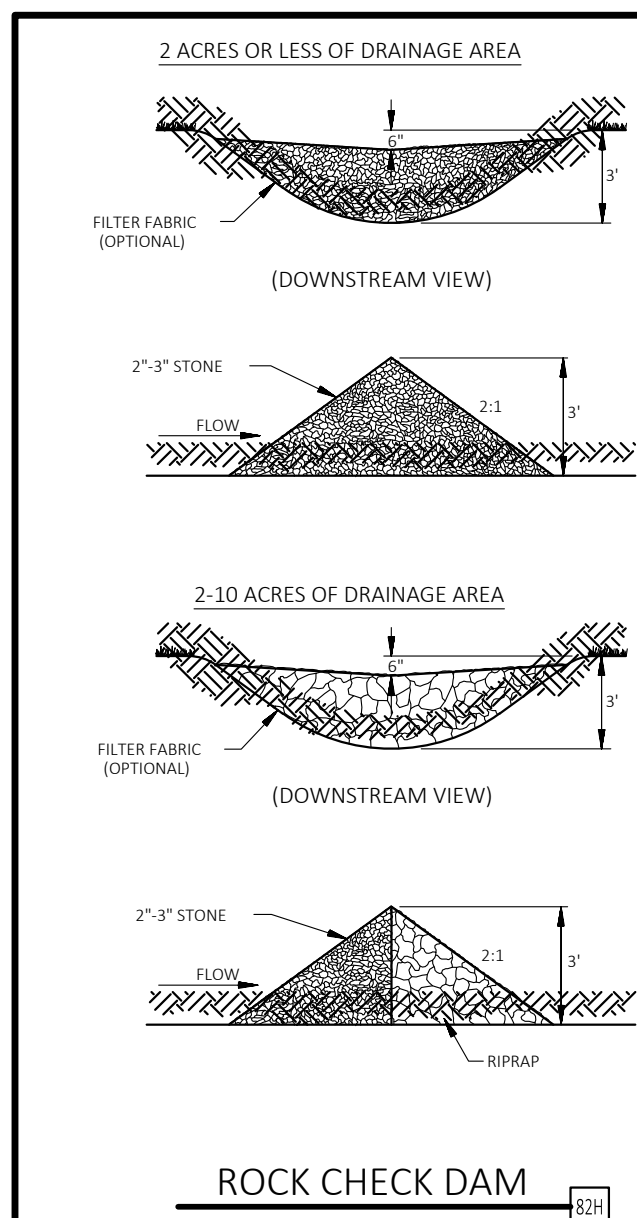 2 ACRES OR LESS OF DRAINAGE AREA
6"
3'
FILTER FABRIC
(OPTIONAL)
(DOWNSTREAM VIEW)
2"-3" STONE
2:1
3'
FLOW
2-10 ACRES OF DRAINAGE AREA
6"
3'
FILTER FABRIC
(OPTIONAL)
(DOWNSTREAM VIEW)
2"-3" STONE
2:1
3'
FLOW
RIPRAP
ROCK CHECK DAM
82H